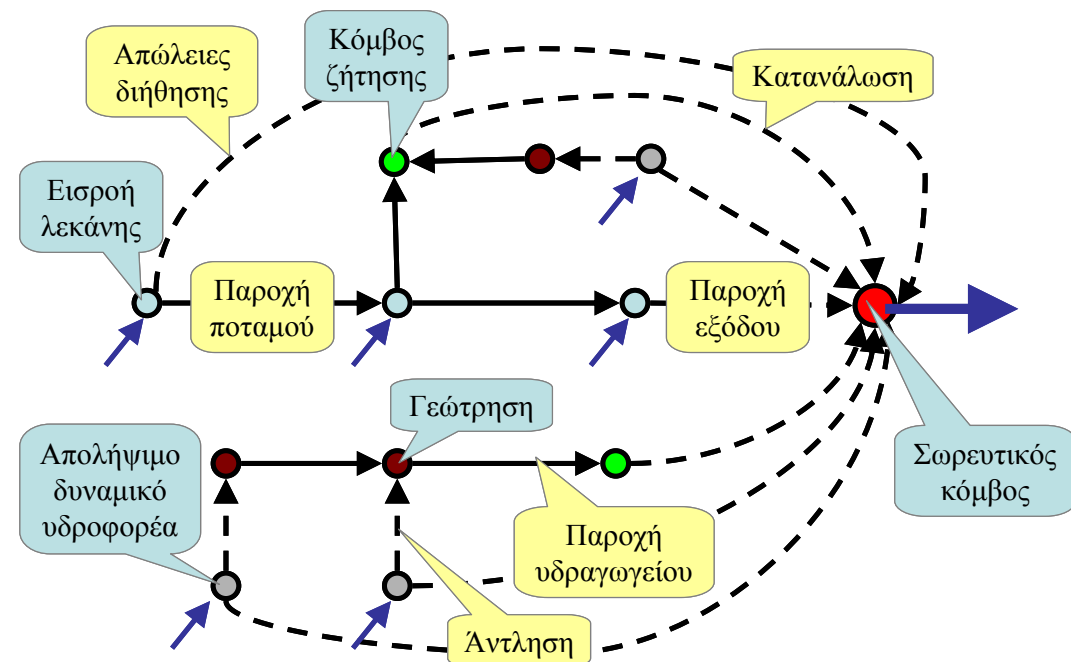 Απώλειες
διήθησης
Κόμβος
ζήτησης
Κατανάλωση
Εισροή
λεκάνης
Παροχή
ποταμού
Παροχή
εξόδου
Γεώτρηση
Απολήψιμο
δυναμικό
υδροφορέα
Σωρευτικός
κόμβος
Παροχή
υδραγωγείου
Άντληση